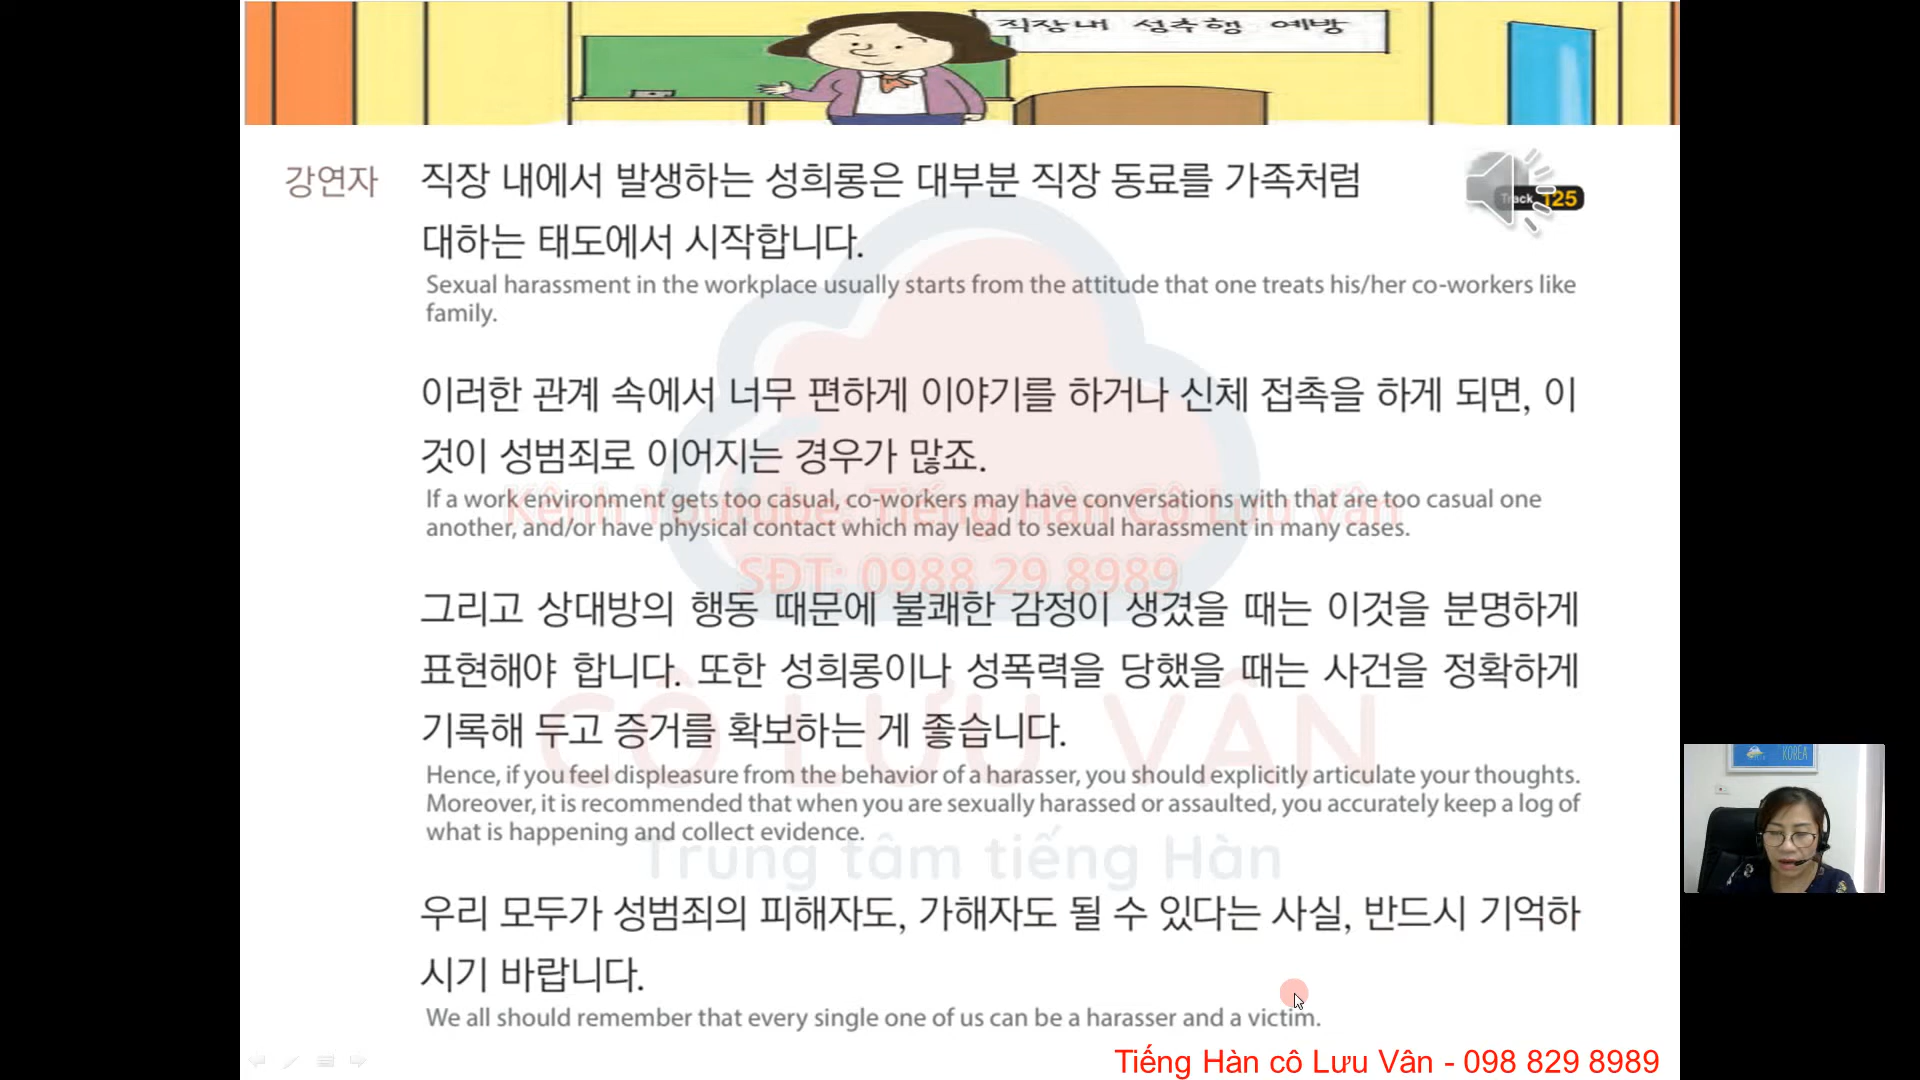 직장내 성추행 예방
강연자 직장 내에서 발생하는 성희롱은 대부분 직장 동료를 가족처럼
Track 125
대하는 태도에서 시작합니다.
Sexual harassment in the workplace usually starts from the attitude that one treats his/her co-workers like
family.
이러한 관계 속에서 너무 편하게 이야기를 하거나 신체 접촉을 하게 되면, 이
것이 성범죄로 이어지는 경우가 많죠.
If a work environment gets too casual, co-workers may have conversations with that are too casual one
Kênh Youtube: Tiếng Hàn Cô Lưu Vân
another, and/or have physical contact which may lead to sexual harassment in many cases.
SĐT: 0988 29 8989
그리고 상대방의 행동 때문에 불쾌한 감정이 생겼을 때는 이것을 분명하게
표현해야 합니다. 또한 성희롱이나 성폭력을 당했을 때는 사건을 정확하게
CÔ LƯU VÂN
기록해 두고 증거를 확보하는 게 좋습니다.
Hence, if you feel displeasure from the behavior of a harasser, you should explicitly articulate your thoughts.
Moreover, it is recommended that when you are sexually harassed or assaulted, you accurately keep a log of
what is happening and collect evidence.
Trung tâm tiếng Hàn
우리 모두가 성범죄의 피해자도, 가해자도 될 수 있다는 사실, 반드시 기억하
시기 바랍니다.
We all should remember that every single one of us can be a harasser and a victim.
Tiếng Hàn cô Lưu Vân - 098 829 8989
KOREA